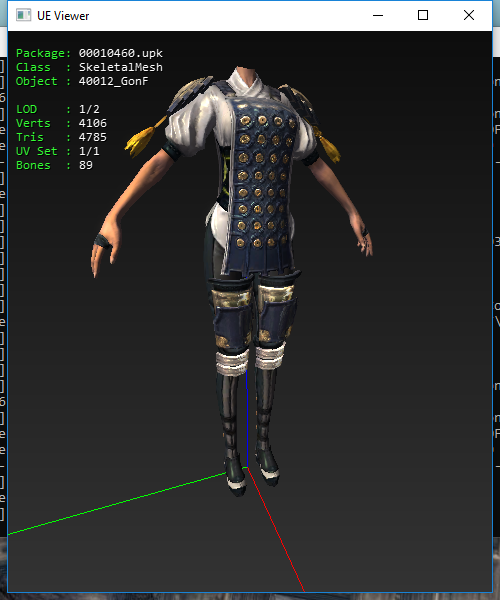 UE Viewer
Package: 00010460.upk
Class : SkeletalMesh
Object : 40012_GonF
LOD : 1/2
Verts : 4106
Tris : 4785
UV Set : 1/1
Bones : 89